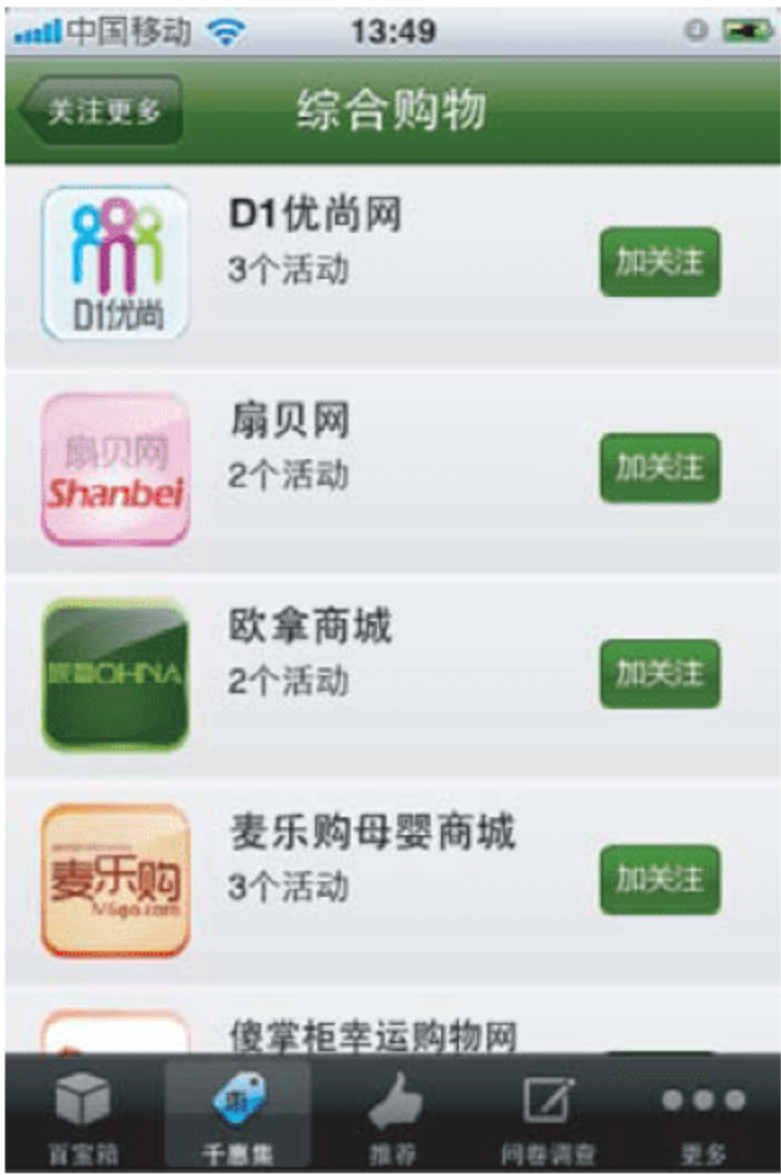 中国移动 13:49
关注更多 综合购物
D1优尚网
3个活动
加关注
D1优尚
扇贝网
2个活动
加关注
扇贝网
Shanbei
欧拿商城
2个活动
加关注
OHNA
麦乐购母婴商城
3个活动
加关注
麦乐购
M6go.com
傻掌柜幸运购物网
百宝箱 千惠集 推荐 问卷调查 更多